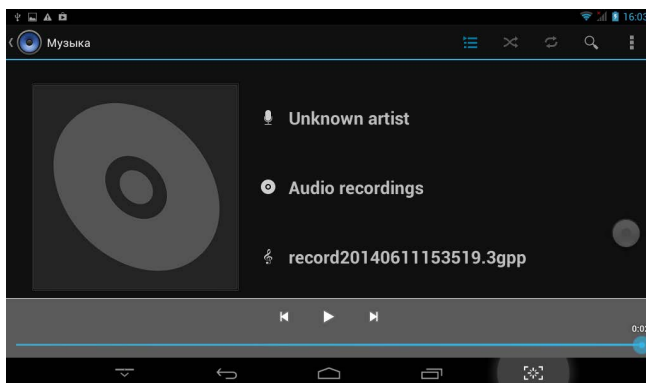 16:03
Музыка
Unknown artist
Audio recordings
record20140611153519.3gpp